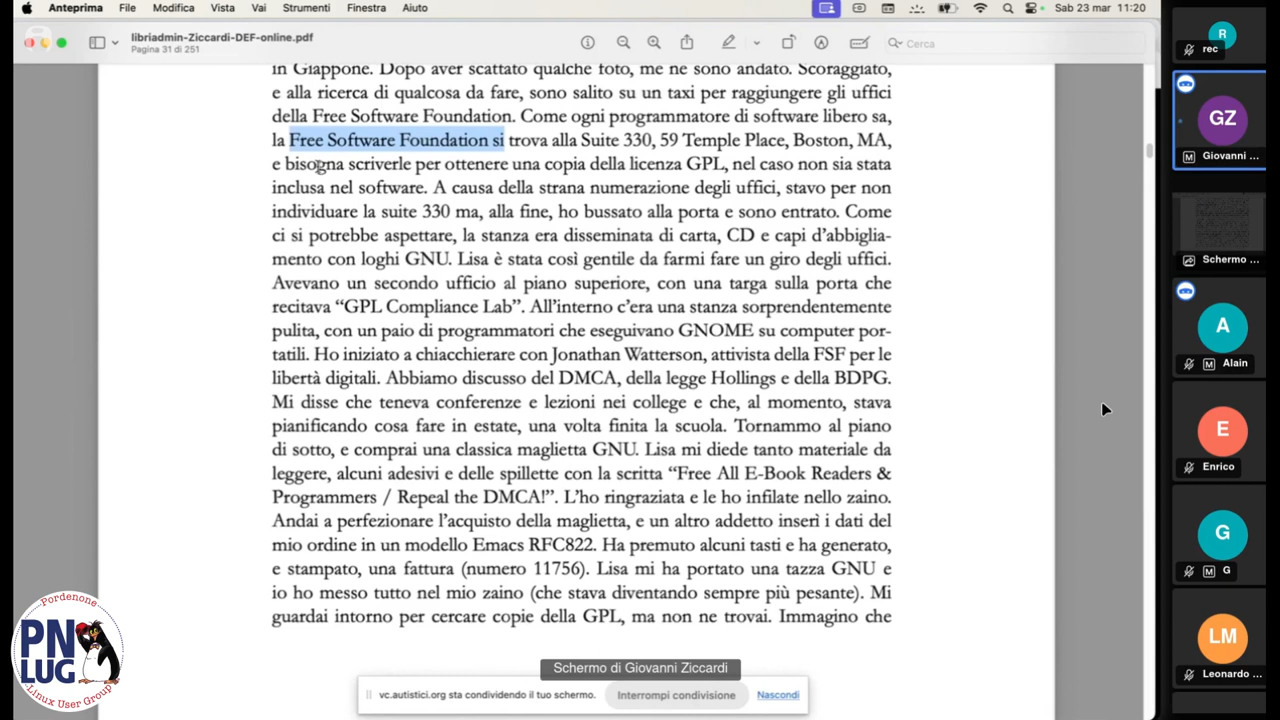 Anteprima File Modifica Vista Vai Strumenti Finestra Aiuto Sab 23 mar 11:20
libriadmin-Ziccardi-DEF-online.pdf
Pagina 31 di 251
Cerca
in Giappone. Dopo aver scattato qualche foto, me ne sono andato. Scoraggiato,
e alla ricerca di qualcosa da fare, sono salito su un taxi per raggiungere gli uffici
della Free Software Foundation. Come ogni programmatore di software libero sa,
la Free Software Foundation si trova alla Suite 330, 59 Temple Place, Boston, MA,
e bisogna scriverle per ottenere una copia della licenza GPL, nel caso non sia stata
inclusa nel software. A causa della strana numerazione degli uffici, stavo per non
individuare la suite 330 ma, alla fine, ho bussato alla porta e sono entrato. Come
ci si potrebbe aspettare, la stanza era disseminata di carta, CD e capi d’abbiglia-
mento con loghi GNU. Lisa è stata così gentile da farmi fare un giro degli uffici.
Avevano un secondo ufficio al piano superiore, con una targa sulla porta che
recitava “GPL Compliance Lab”. All’interno c’era una stanza sorprendentemente
pulita, con un paio di programmatori che eseguivano GNOME su computer por-
tatili. Ho iniziato a chiacchierare con Jonathan Watterson, attivista della FSF per le
libertà digitali. Abbiamo discusso del DMCA, della legge Hollings e della BDPG.
Mi disse che teneva conferenze e lezioni nei college e che, al momento, stava
pianificando cosa fare in estate, una volta finita la scuola. Tornammo al piano
di sotto, e comprai una classica maglietta GNU. Lisa mi diede tanto materiale da
leggere, alcuni adesivi e delle spillette con la scritta “Free All E-Book Readers &
Programmers / Repeal the DMCA!”. L’ho ringraziata e le ho infilate nello zaino.
Andai a perfezionare l’acquisto della maglietta, e un altro addetto inserì i dati del
mio ordine in un modello Emacs RFC822. Ha premuto alcuni tasti e ha generato,
e stampato, una fattura (numero 11756). Lisa mi ha portato una tazza GNU e
io ho messo tutto nel mio zaino (che stava diventando sempre più pesante). Mi
guardai intorno per cercare copie della GPL, ma non ne trovai. Immagino che
Schermo di Giovanni Ziccardi
vc.autistici.org sta condividendo il tuo schermo. Interrompi condivisione Nascondi
Pordenone
PN
LUG
Linux User Group
R
rec
GZ
Giovanni ...
Schermo ...
A
Alain
E
Enrico
G
G
LM
Leonardo ...